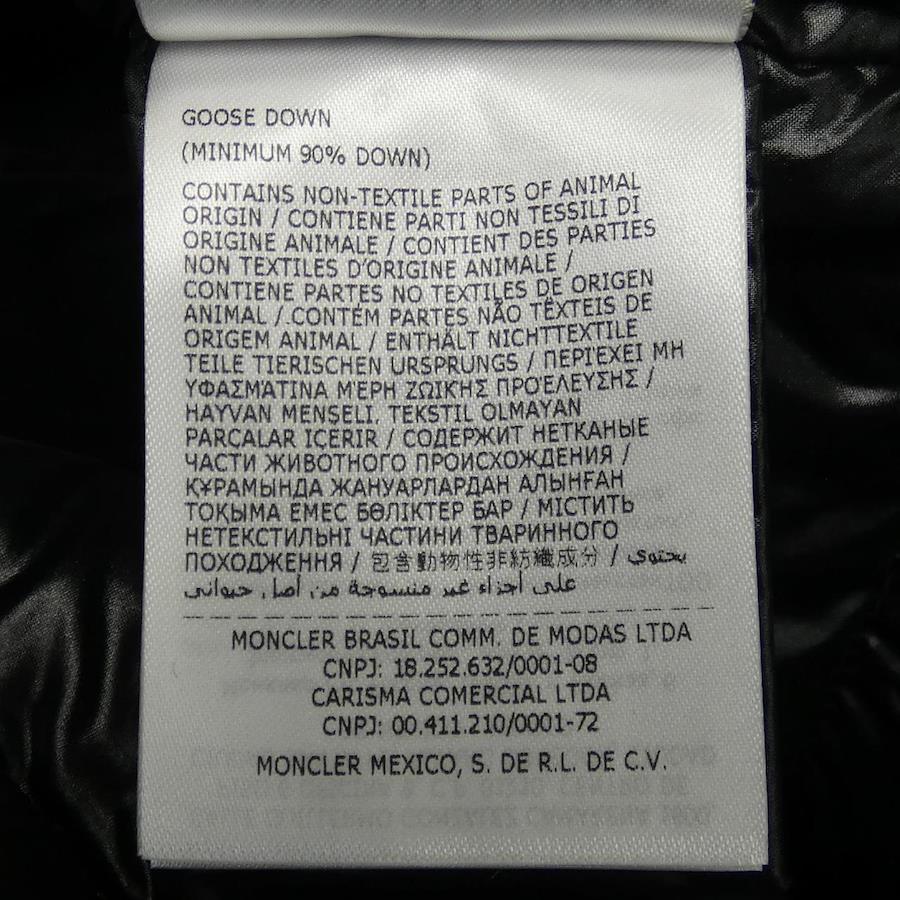 GOOSE DOWN
(MINIMUM 90% DOWN)
CONTAINS NON-TEXTILE PARTS OF ANIMAL
ORIGIN / CONTIENE PARTI NON TESSILI DI
ORIGINE ANIMALE / CONTIENT DES PARTIES
NON TEXTILES D'ORIGINE ANIMALE /
CONTIENE PARTES NO TEXTILES DE ORIGEN
ANIMAL / CONTÉM PARTES NÃO TÊXTEIS DE
ORIGEM ANIMAL / ENTHÄLT NICHTTEXTILE
TEILE TIERISCHEN URSPRUNGS / ΠΕΡΙΈΧΕΙ ΜΗ
ΥΦΑΣΜΆΤΙΝΑ ΜΈΡΗ ΖΩΙΚΉΣ ΠΡΟΈΛΕΥΣΗΣ /
HAYVAN MENŞELİ, TEKSTIL OLMAYAN
PARÇALAR IÇERIR / СОДЕРЖИТ НЕТКАНЫЕ
ЧАСТИ ЖИВОТНОГО ПРОИСХОЖДЕНИЯ /
ҚҰРАМЫНДА ЖАНУАРЛАРДАН АЛЫНҒАН
ТОҚЫМА ЕМЕС БӨЛІКТЕР БАР / МІСТИТЬ
НЕТЕКСТИЛЬНІ ЧАСТИНИ ТВАРИННОГО
ПОХОДЖЕННЯ / 包含動物性非紡織成分 / يحتوي
على أجزاء غير منسوجة من أصل حيواني
MONCLER BRASIL COMM. DE MODAS LTDA
CNPJ: 18.252.632/0001-08
CARISMA COMERCIAL LTDA
CNPJ: 00.411.210/0001-72
MONCLER MEXICO, S. DE R.L. DE C.V.